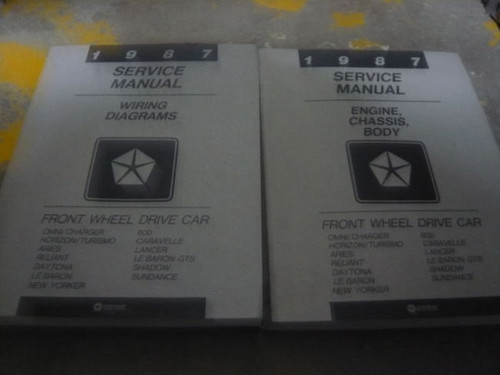 1987
SERVICE
MANUAL
WIRING
DIAGRAMS
FRONT WHEEL DRIVE CAR
OMNI/CHARGER
HORIZON/TURISMO
ARIES
RELIANT
DAYTONA
LE BARON
NEW YORKER
600
CARAVELLE
LANCER
LE BARON GTS
SHADOW
SUNDANCE
1987
SERVICE
MANUAL
ENGINE,
CHASSIS,
BODY
FRONT WHEEL DRIVE CAR
OMNI/CHARGER
HORIZON/TURISMO
ARIES
RELIANT
DAYTONA
LE BARON
NEW YORKER
600
CARAVELLE
LANCER
LE BARON GTS
SHADOW
SUNDANCE